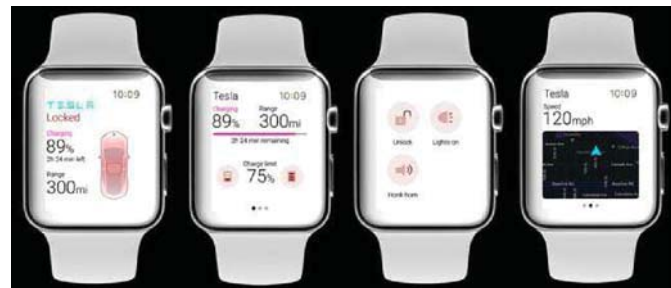 10:09
TESLA
Locked
Charging
89%
2h 24 min left
Range
300mi
Tesla 10:09
Charging Range
89% 300mi
2h 24 min remaining
Charge limit
75%
Unlock Lights on
Honk horn
Tesla 10:09
Speed
120mph